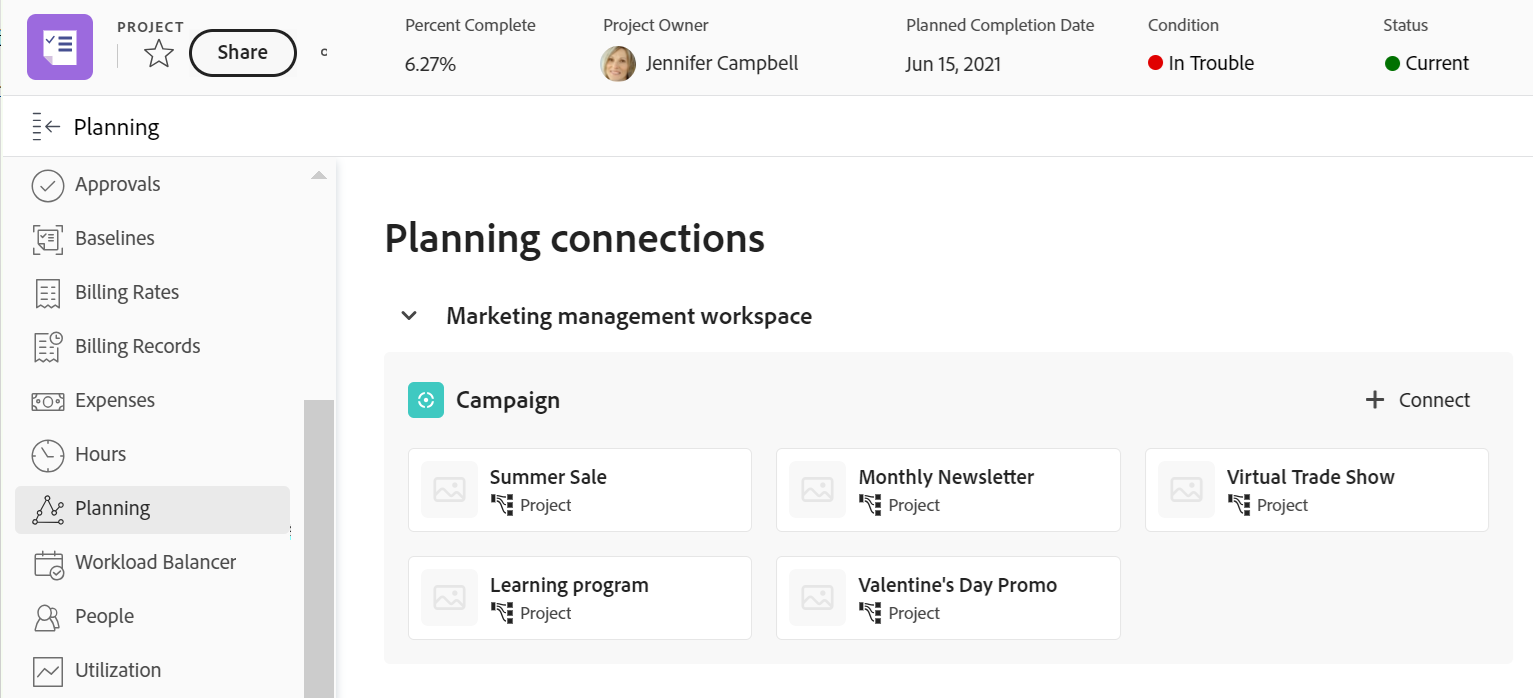 PROJECT
Share
Percent Complete
6.27%
Project Owner
Jennifer Campbell
Planned Completion Date
Jun 15, 2021
Condition
In Trouble
Status
Current
Planning
Approvals
Baselines
Billing Rates
Billing Records
Expenses
Hours
Planning
Workload Balancer
People
Utilization
Planning connections
Marketing management workspace
Campaign
Connect
Summer Sale
Project
Monthly Newsletter
Project
Virtual Trade Show
Project
Learning program
Project
Valentine's Day Promo
Project